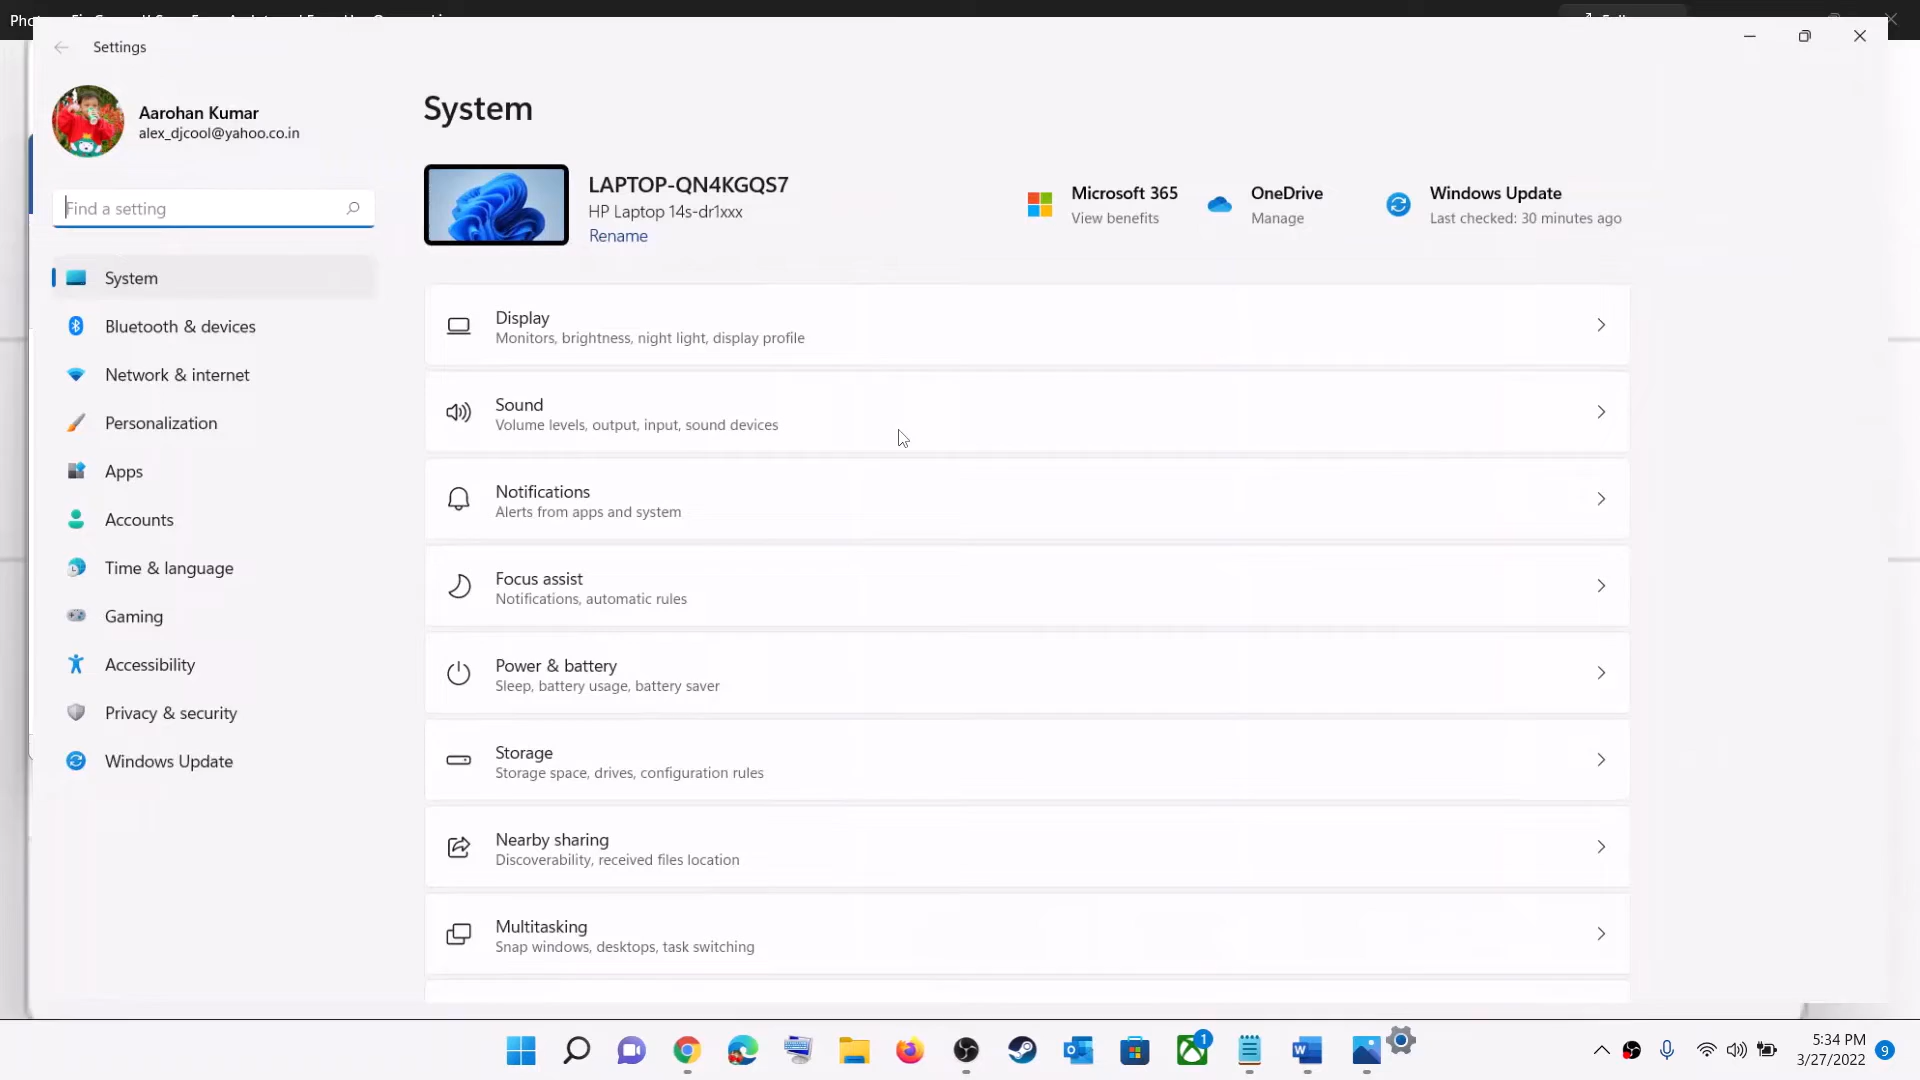 Settings
Aarohan Kumar
alex_djcool@yahoo.co.in
Find a setting
System
Bluetooth & devices
Network & internet
Personalization
Apps
Accounts
Time & language
Gaming
Accessibility
Privacy & security
Windows Update
System
LAPTOP-QN4KGQS7
HP Laptop 14s-dr1xxx
Rename
Microsoft 365
View benefits
OneDrive
Manage
Windows Update
Last checked: 30 minutes ago
Display
Monitors, brightness, night light, display profile
Sound
Volume levels, output, input, sound devices
Notifications
Alerts from apps and system
Focus assist
Notifications, automatic rules
Power & battery
Sleep, battery usage, battery saver
Storage
Storage space, drives, configuration rules
Nearby sharing
Discoverability, received files location
Multitasking
Snap windows, desktops, task switching
1
5:34 PM
3/27/2022
9